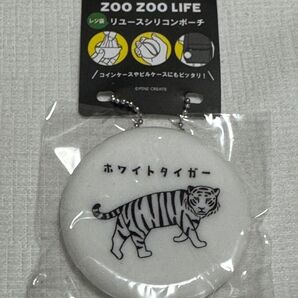 ZOO ZOO LIFE
レジ袋 リユースシリコンポーチ
コインケースやピルケースにもピッタリ！
©PINE CREATE
ホワイトタイガー